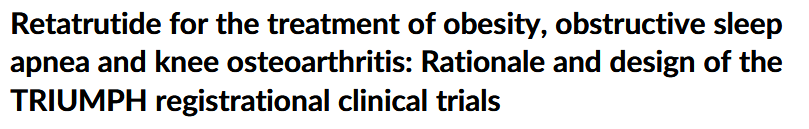 Retatrutide for the treatment of obesity, obstructive sleep
apnea and knee osteoarthritis: Rationale and design of the
TRIUMPH registrational clinical trials